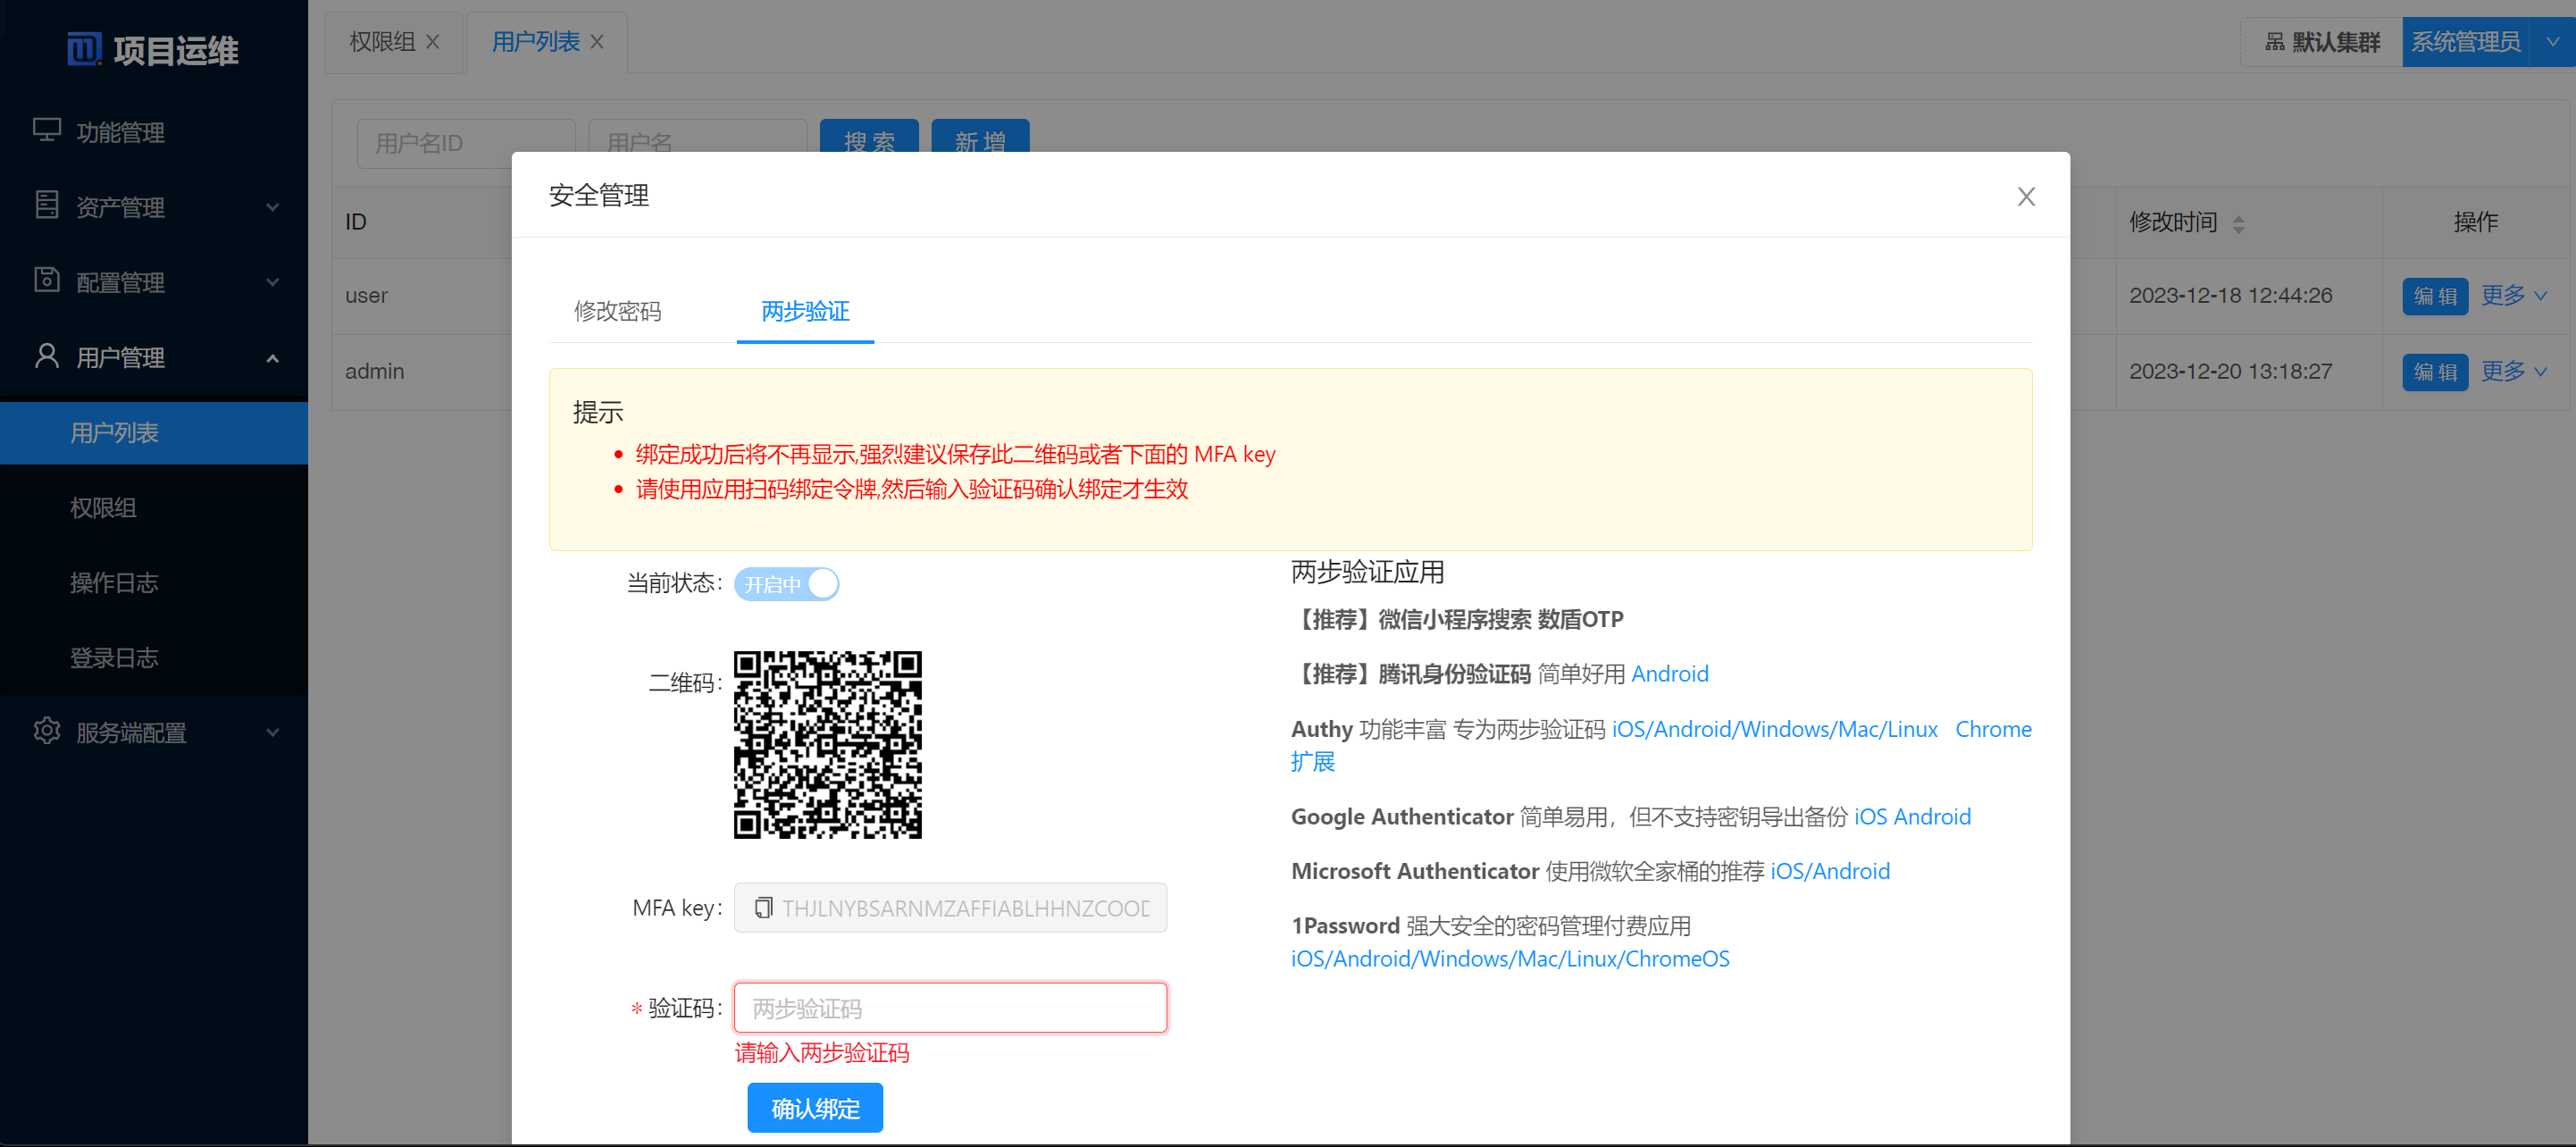 项目运维
功能管理
资产管理
配置管理
用户管理
用户列表
权限组
操作日志
登录日志
服务端配置
权限组
用户列表
默认集群
系统管理员
用户名ID
用户名
搜 索
新 增
ID
修改时间
操作
user
2023-12-18 12:44:26
编 辑
更多
admin
2023-12-20 13:18:27
编 辑
更多
安全管理
修改密码
两步验证
提示
绑定成功后将不再显示,强烈建议保存此二维码或者下面的 MFA key
请使用应用扫码绑定令牌,然后输入验证码确认绑定才生效
当前状态:
开启中
二维码:
MFA key:
THJLNYBSARNMZAFFIABLHHNZCOOD
* 验证码:
两步验证码
请输入两步验证码
确认绑定
两步验证应用
【推荐】微信小程序搜索 数盾OTP
【推荐】腾讯身份验证码 简单好用 Android
Authy 功能丰富 专为两步验证码 iOS/Android/Windows/Mac/Linux Chrome
扩展
Google Authenticator 简单易用，但不支持密钥导出备份 iOS Android
Microsoft Authenticator 使用微软全家桶的推荐 iOS/Android
1Password 强大安全的密码管理付费应用
iOS/Android/Windows/Mac/Linux/ChromeOS